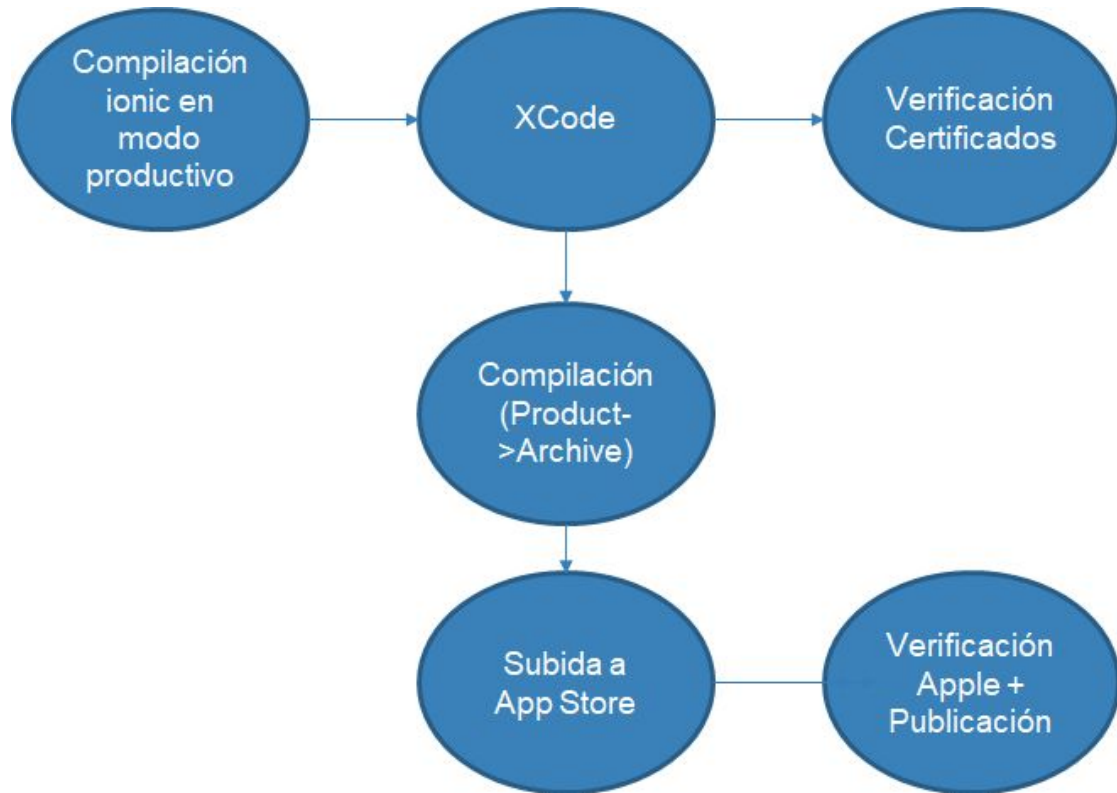 Compilación
ionic en
modo
productivo
XCode
Verificación
Certificados
Compilación
(Product-
>Archive)
Subida a
App Store
Verificación
Apple +
Publicación